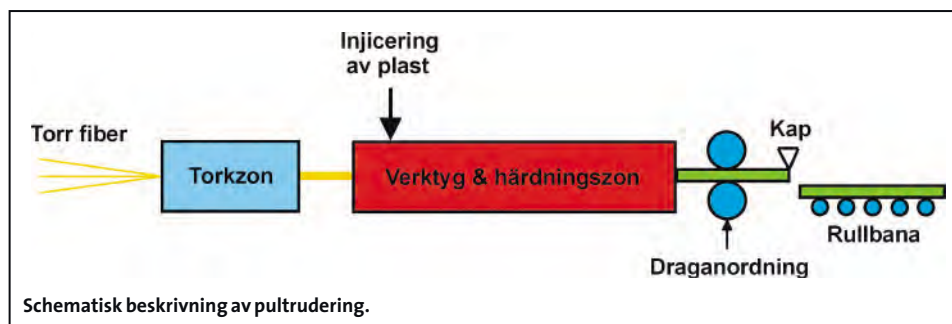 Injicering
av plast
Torr fiber
Kap
Torkzon
Verktyg & härdningszon
Rullbana
Draganordning
Schematisk beskrivning av pultrudering.